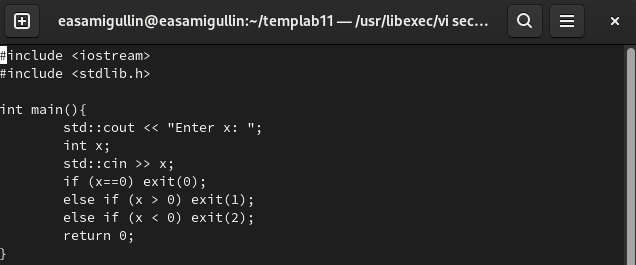 easamigullin@easamigullin:~/templab11 — /usr/libexec/vi sec...
#include <iostream>
#include <stdlib.h>
int main(){
        std::cout << "Enter x: ";
        int x;
        std::cin >> x;
        if (x==0) exit(0);
        else if (x > 0) exit(1);
        else if (x < 0) exit(2);
        return 0;
}